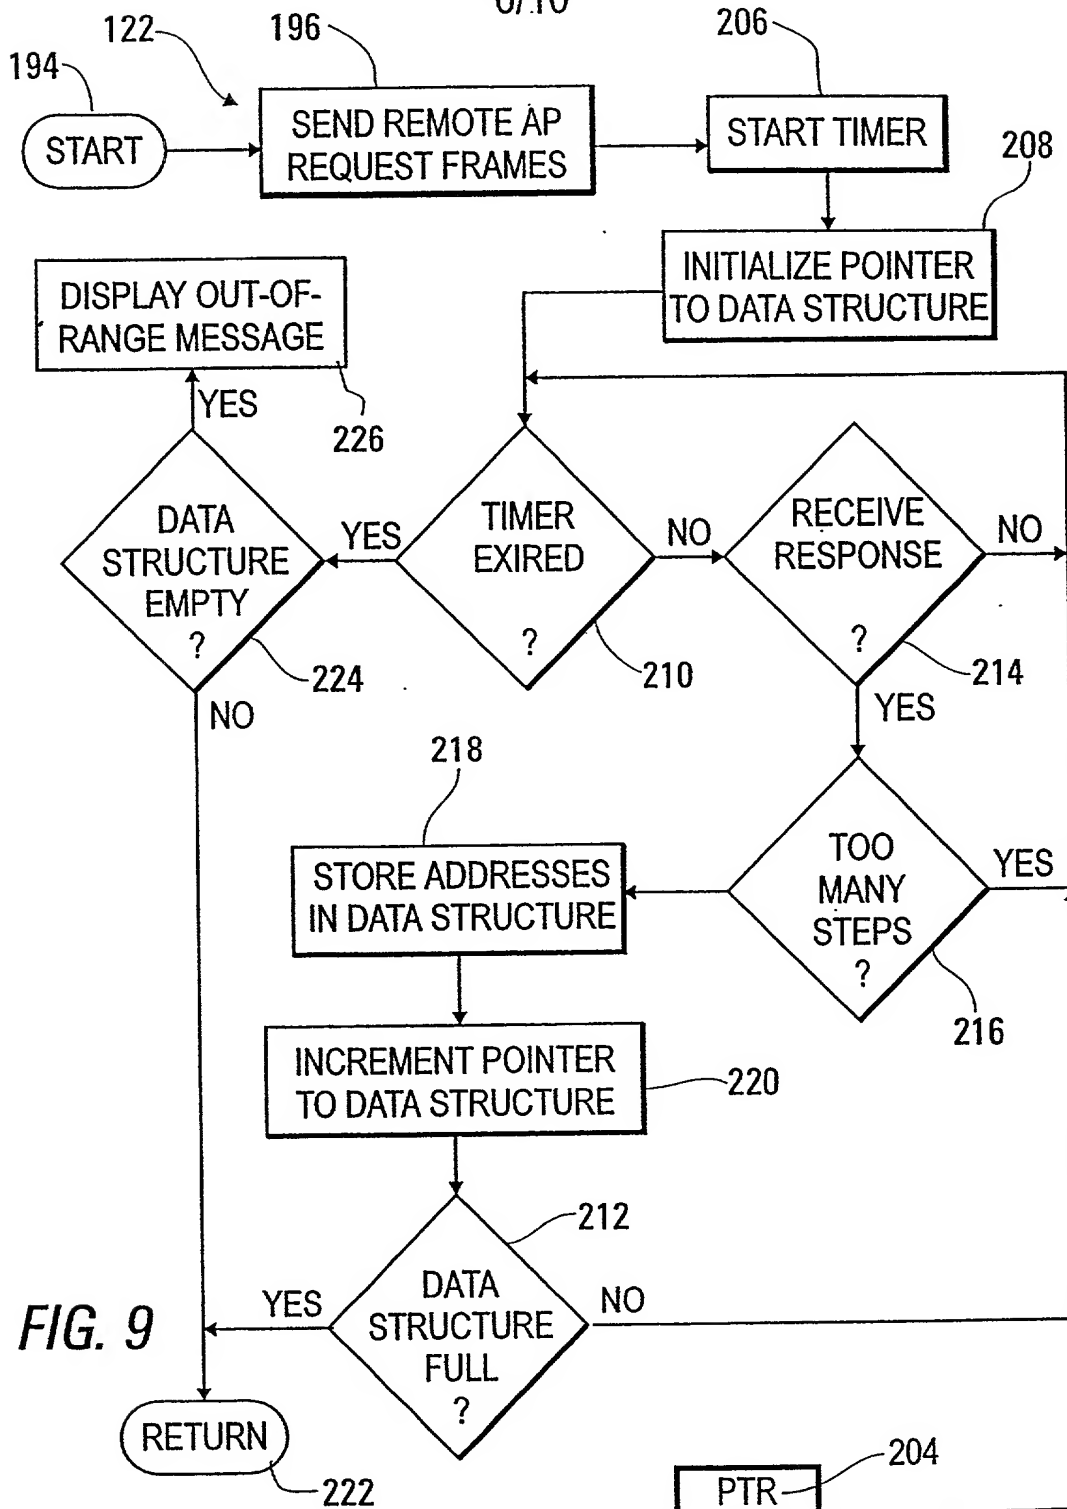 6/10
122
196
206
194
START
SEND REMOTE AP
REQUEST FRAMES
START TIMER
208
INITIALIZE POINTER
TO DATA STRUCTURE
DISPLAY OUT-OF-
RANGE MESSAGE
226
YES
DATA
STRUCTURE
EMPTY
?
224
NO
YES
TIMER
EXIRED
?
210
NO
RECEIVE
RESPONSE
?
214
NO
YES
TOO
MANY
STEPS
?
216
YES
218
STORE ADDRESSES
IN DATA STRUCTURE
INCREMENT POINTER
TO DATA STRUCTURE
220
212
DATA
STRUCTURE
FULL
?
YES
NO
FIG. 9
RETURN
222
PTR
204